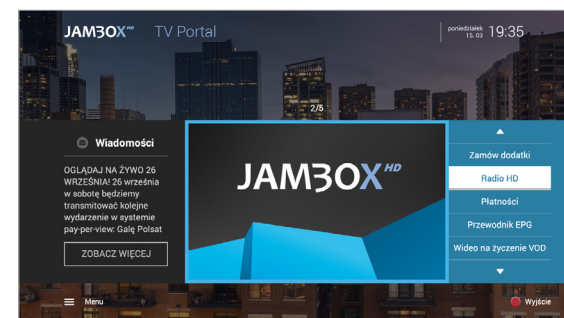 JAMBOX HD TV Portal
poniedziałek 15. 03 19:35
2/5
Wiadomości
OGLĄDAJ NA ŻYWO 26
WRZEŚNIA! 26 września
w sobotę będziemy
transmitować kolejne
wydarzenie w systemie
pay-per-view: Galę Polsat
ZOBACZ WIĘCEJ
JAMBOX HD
Zamów dodatki
Radio HD
Płatności
Przewodnik EPG
Wideo na życzenie VOD
Menu
Wyjście